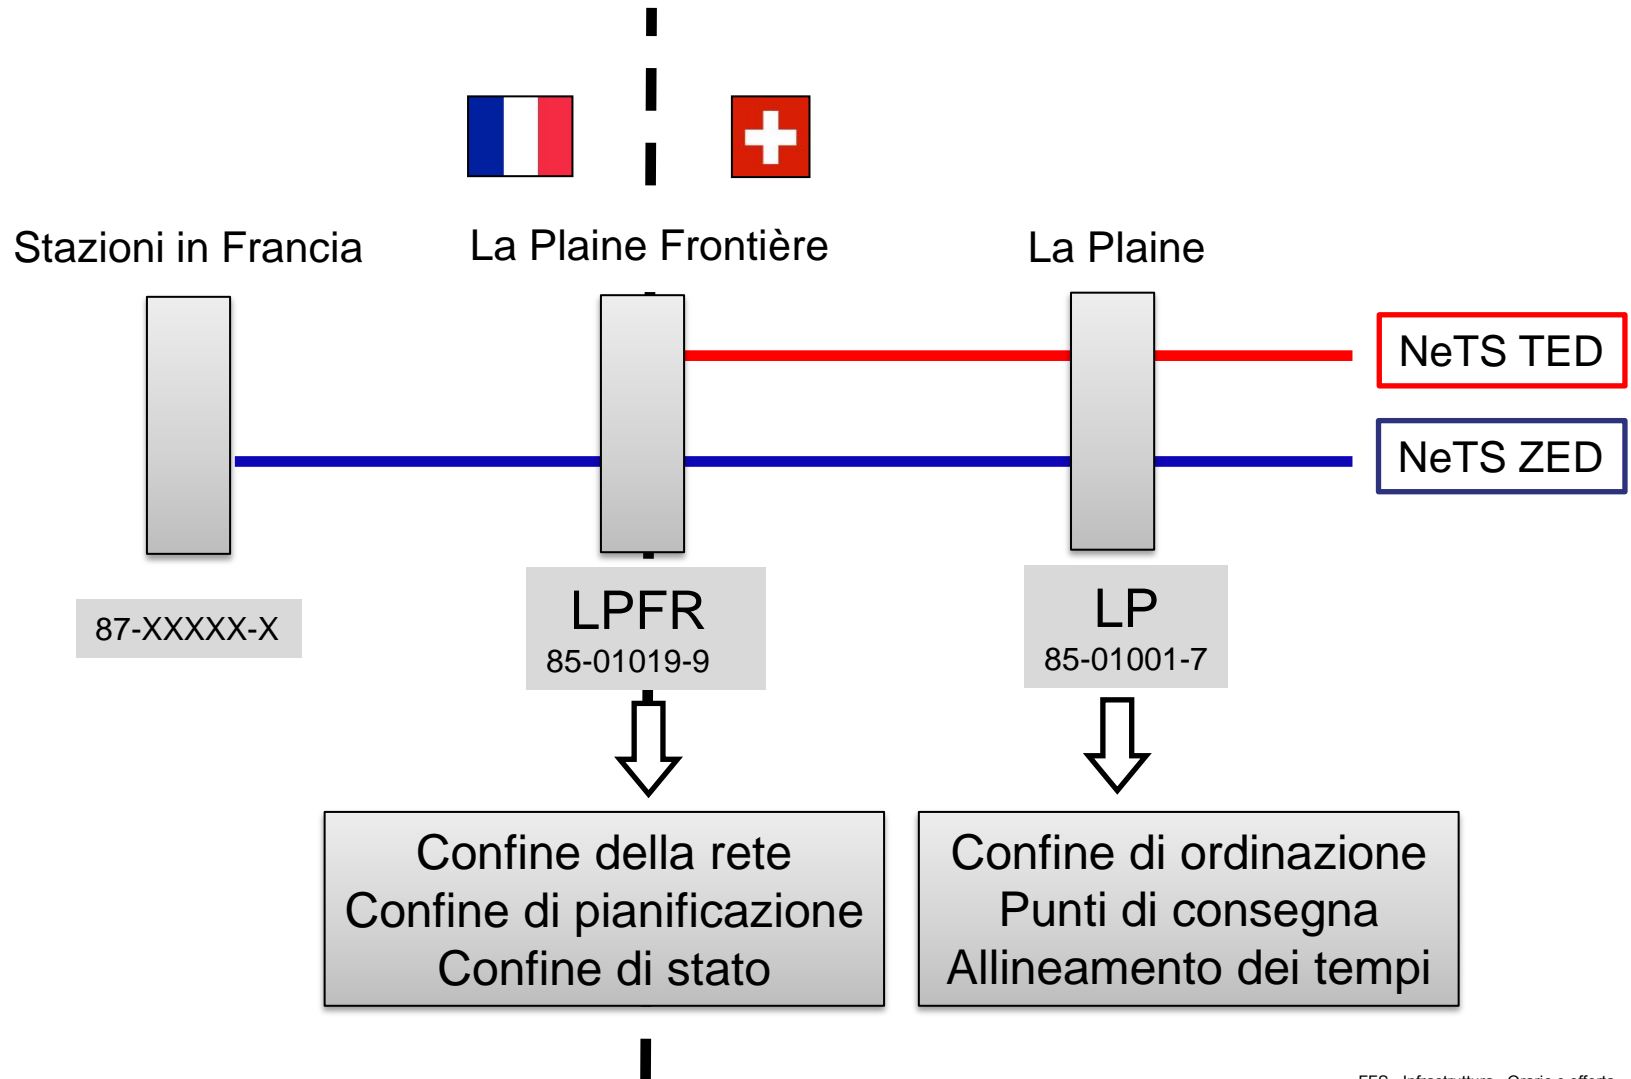 Stazioni in Francia
La Plaine Frontière
La Plaine
NeTS TED
NeTS ZED
87-XXXXX-X
LPFR
85-01019-9
LP
85-01001-7
Confine della rete
Confine di pianificazione
Confine di stato
Confine di ordinazione
Punti di consegna
Allineamento dei tempi